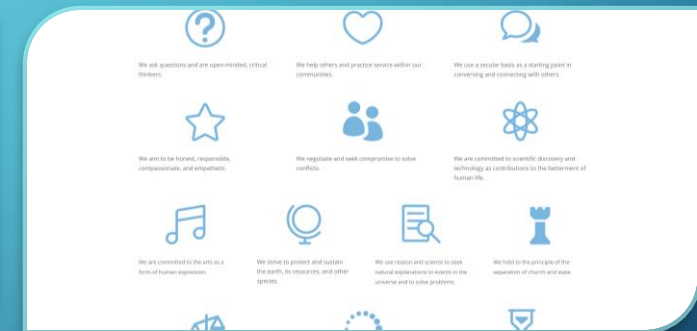 We ask questions and are open-minded, critical
thinkers.
We help others and practice service within our
communities.
We use a secular basis as a starting point in
conversing and connecting with others.
We aim to be honest, responsible,
compassionate, and empathetic.
We negotiate and seek compromise to solve
conflicts.
We are committed to scientific discovery and
technology as contributions to the betterment of
human life.
We are committed to the arts as a
form of human expression.
We strive to protect and sustain
the earth, its resources, and other
species.
We use reason and science to seek
natural explanations to events in the
universe and to solve problems.
We hold to the principle of the
separation of church and state.